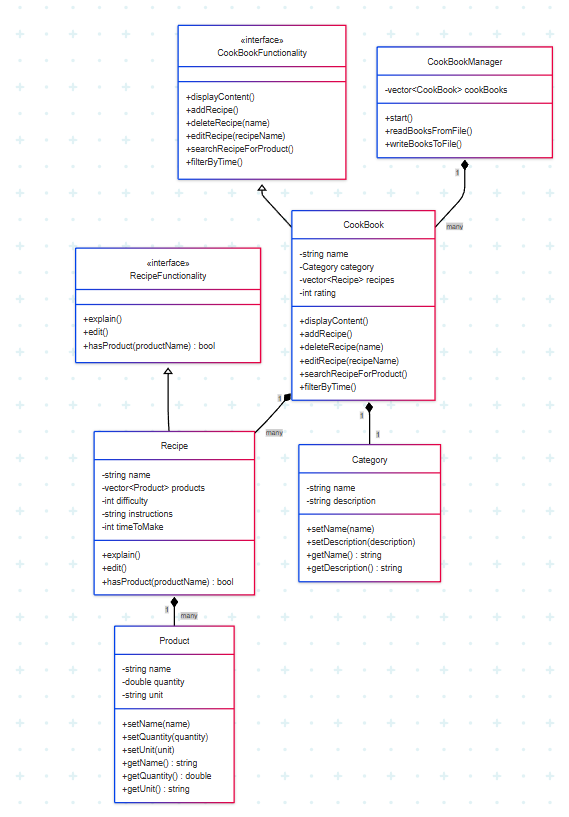 «interface»
CookBookFunctionality
+displayContent()
+addRecipe()
+deleteRecipe(name)
+editRecipe(recipeName)
+searchRecipeForProduct()
+filterByTime()
CookBookManager
-vector<CookBook> cookBooks
+start()
+readBooksFromFile()
+writeBooksToFile()
1
many
CookBook
-string name
-Category category
-vector<Recipe> recipes
-int rating
+displayContent()
+addRecipe()
+deleteRecipe(name)
+editRecipe(recipeName)
+searchRecipeForProduct()
+filterByTime()
«interface»
RecipeFunctionality
+explain()
+edit()
+hasProduct(productName) : bool
1
many
1
1
Recipe
-string name
-vector<Product> products
-int difficulty
-string instructions
-int timeToMake
+explain()
+edit()
+hasProduct(productName) : bool
Category
-string name
-string description
+setName(name)
+setDescription(description)
+getName() : string
+getDescription() : string
1
many
Product
-string name
-double quantity
-string unit
+setName(name)
+setQuantity(quantity)
+setUnit(unit)
+getName() : string
+getQuantity() : double
+getUnit() : string